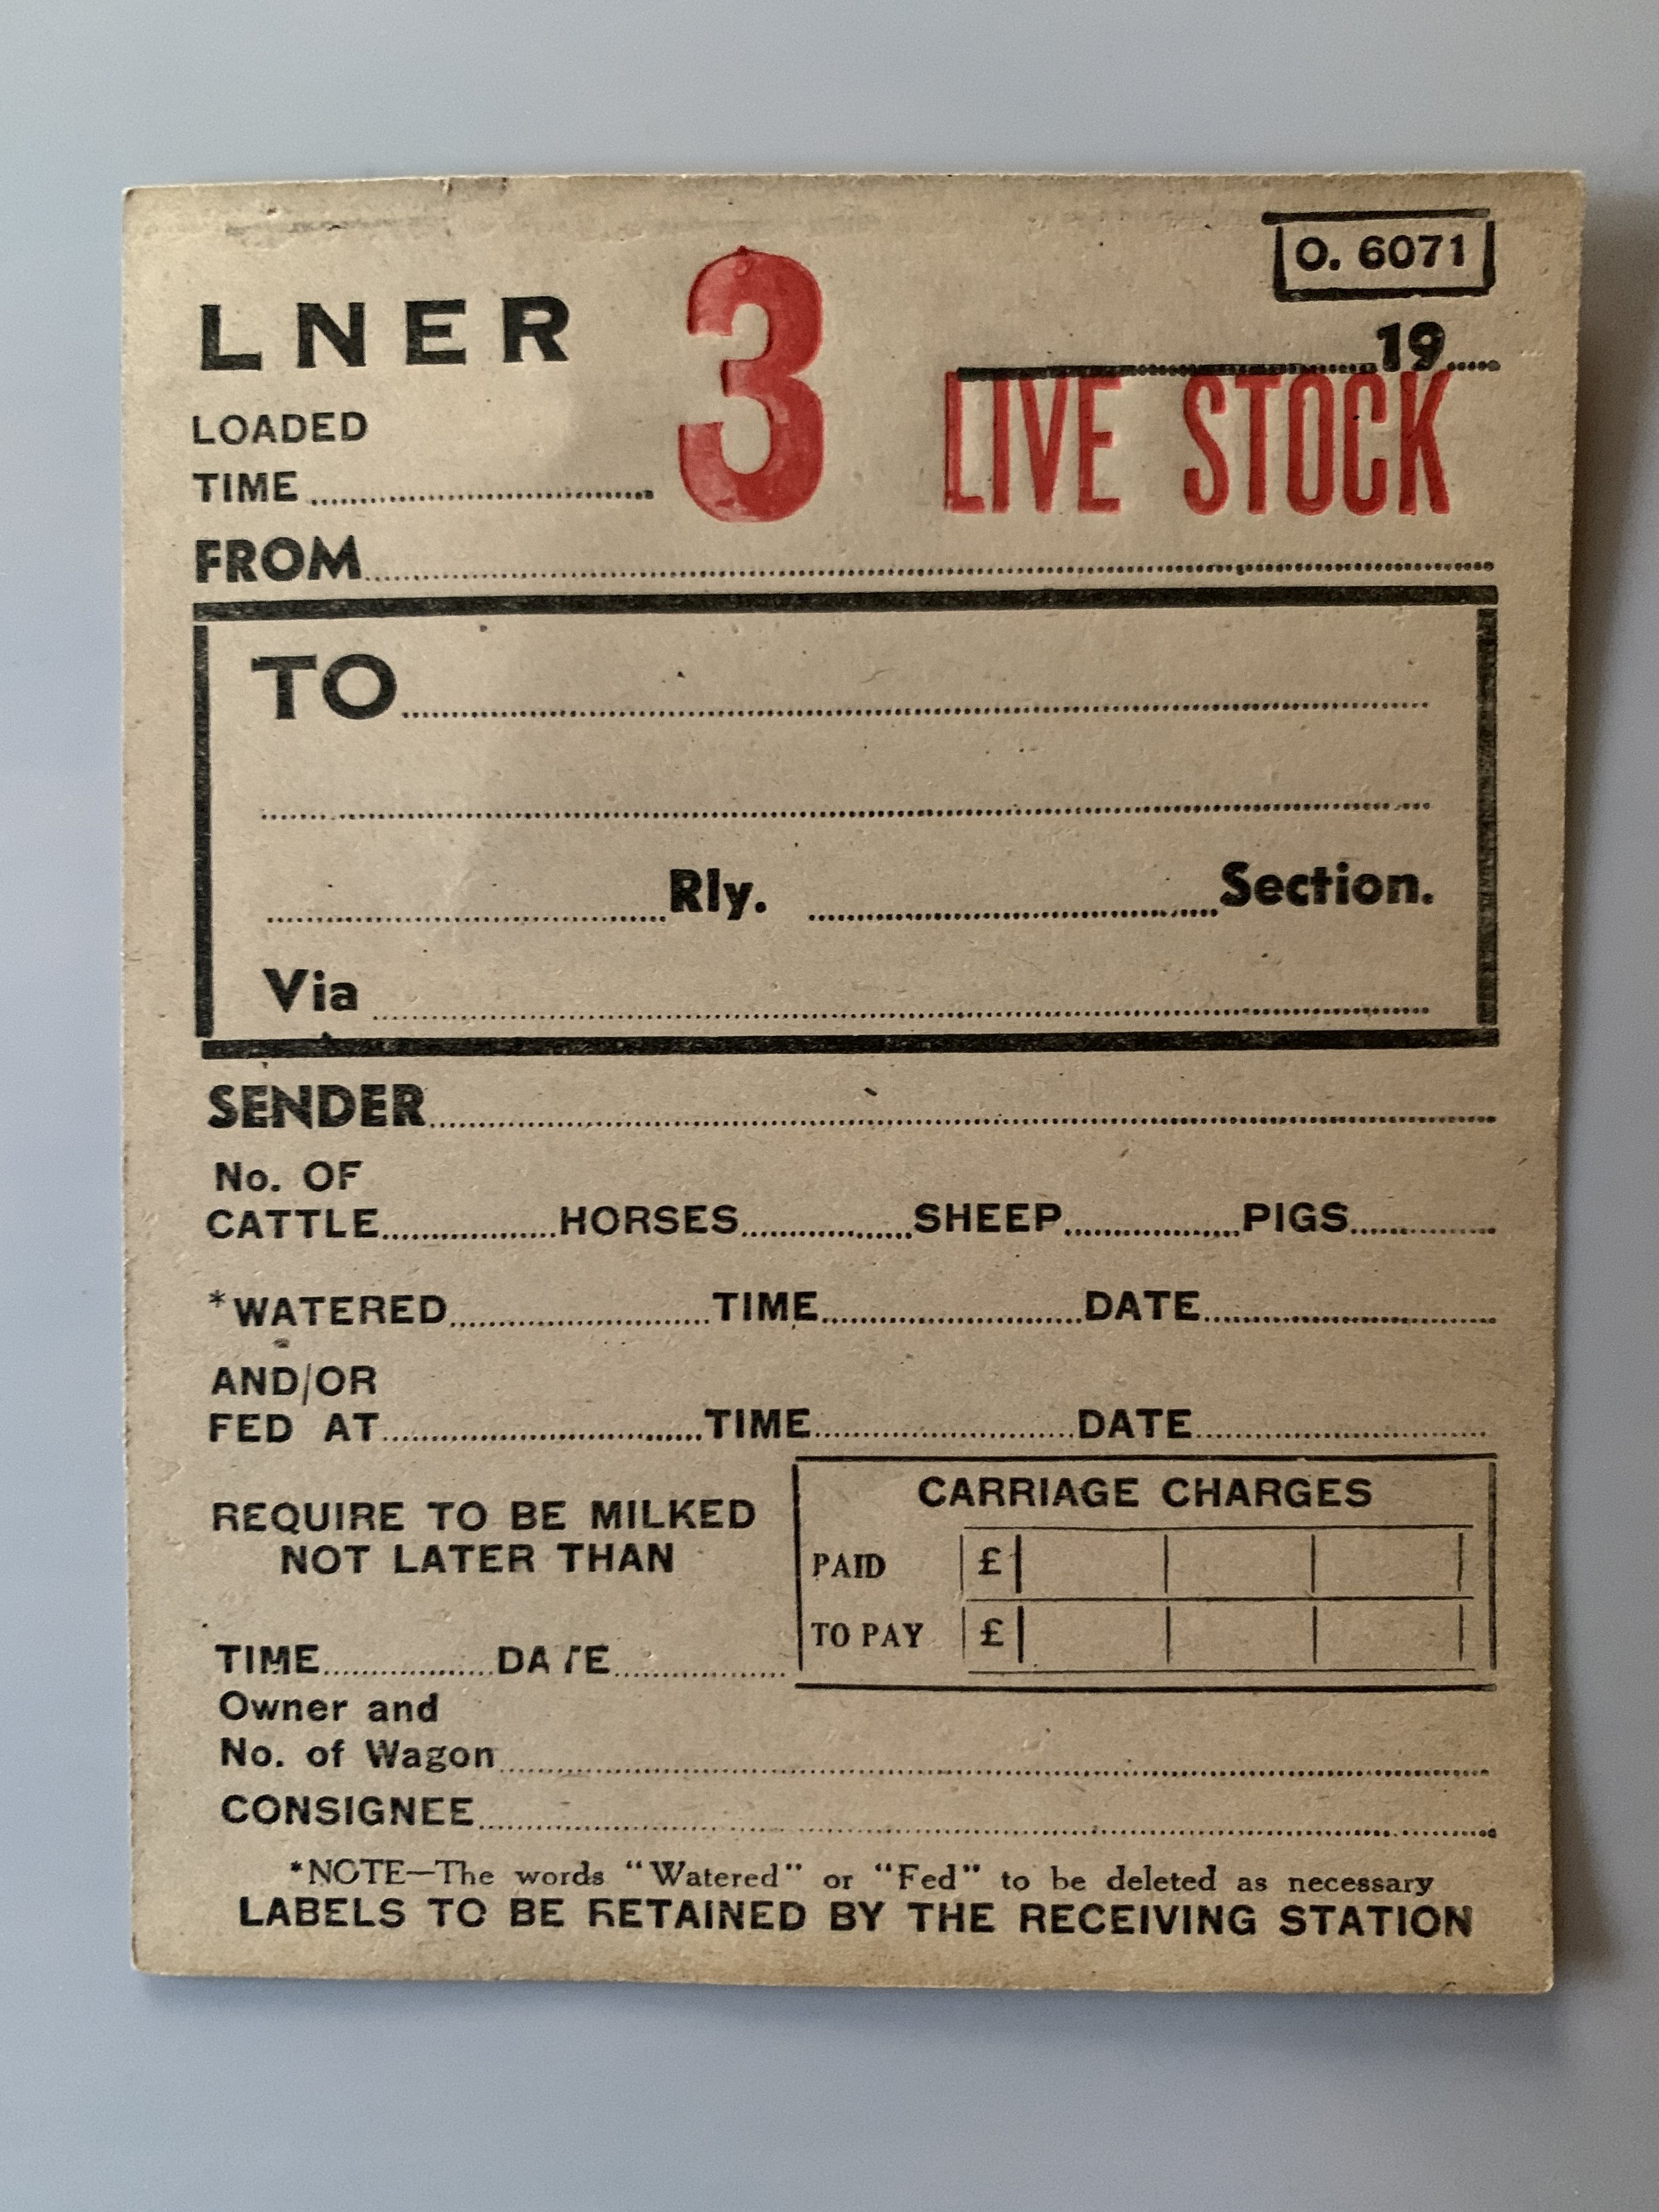 O. 6071
LNER 3
19
LOADED LIVE STOCK
TIME
FROM
TO
Rly. Section.
Via
SENDER
No. OF
CATTLE HORSES SHEEP PIGS
*WATERED TIME DATE
AND/OR
FED AT TIME DATE
CARRIAGE CHARGES
REQUIRE TO BE MILKED
NOT LATER THAN
PAID £
TO PAY £
TIME DATE
Owner and
No. of Wagon
CONSIGNEE
*NOTE—The words "Watered" or "Fed" to be deleted as necessary
LABELS TO BE RETAINED BY THE RECEIVING STATION